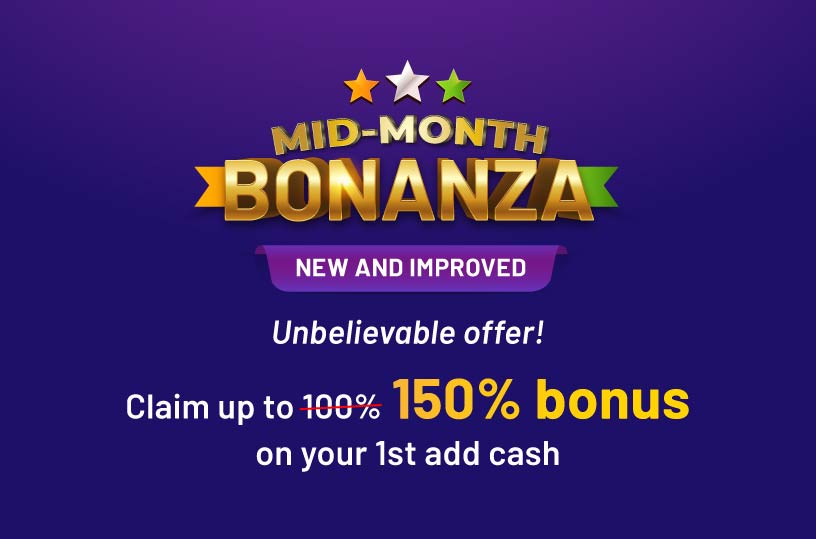 MID-MONTH
BONANZA
NEW AND IMPROVED
Unbelievable offer!
Claim up to 100% 150% bonus
on your 1st add cash